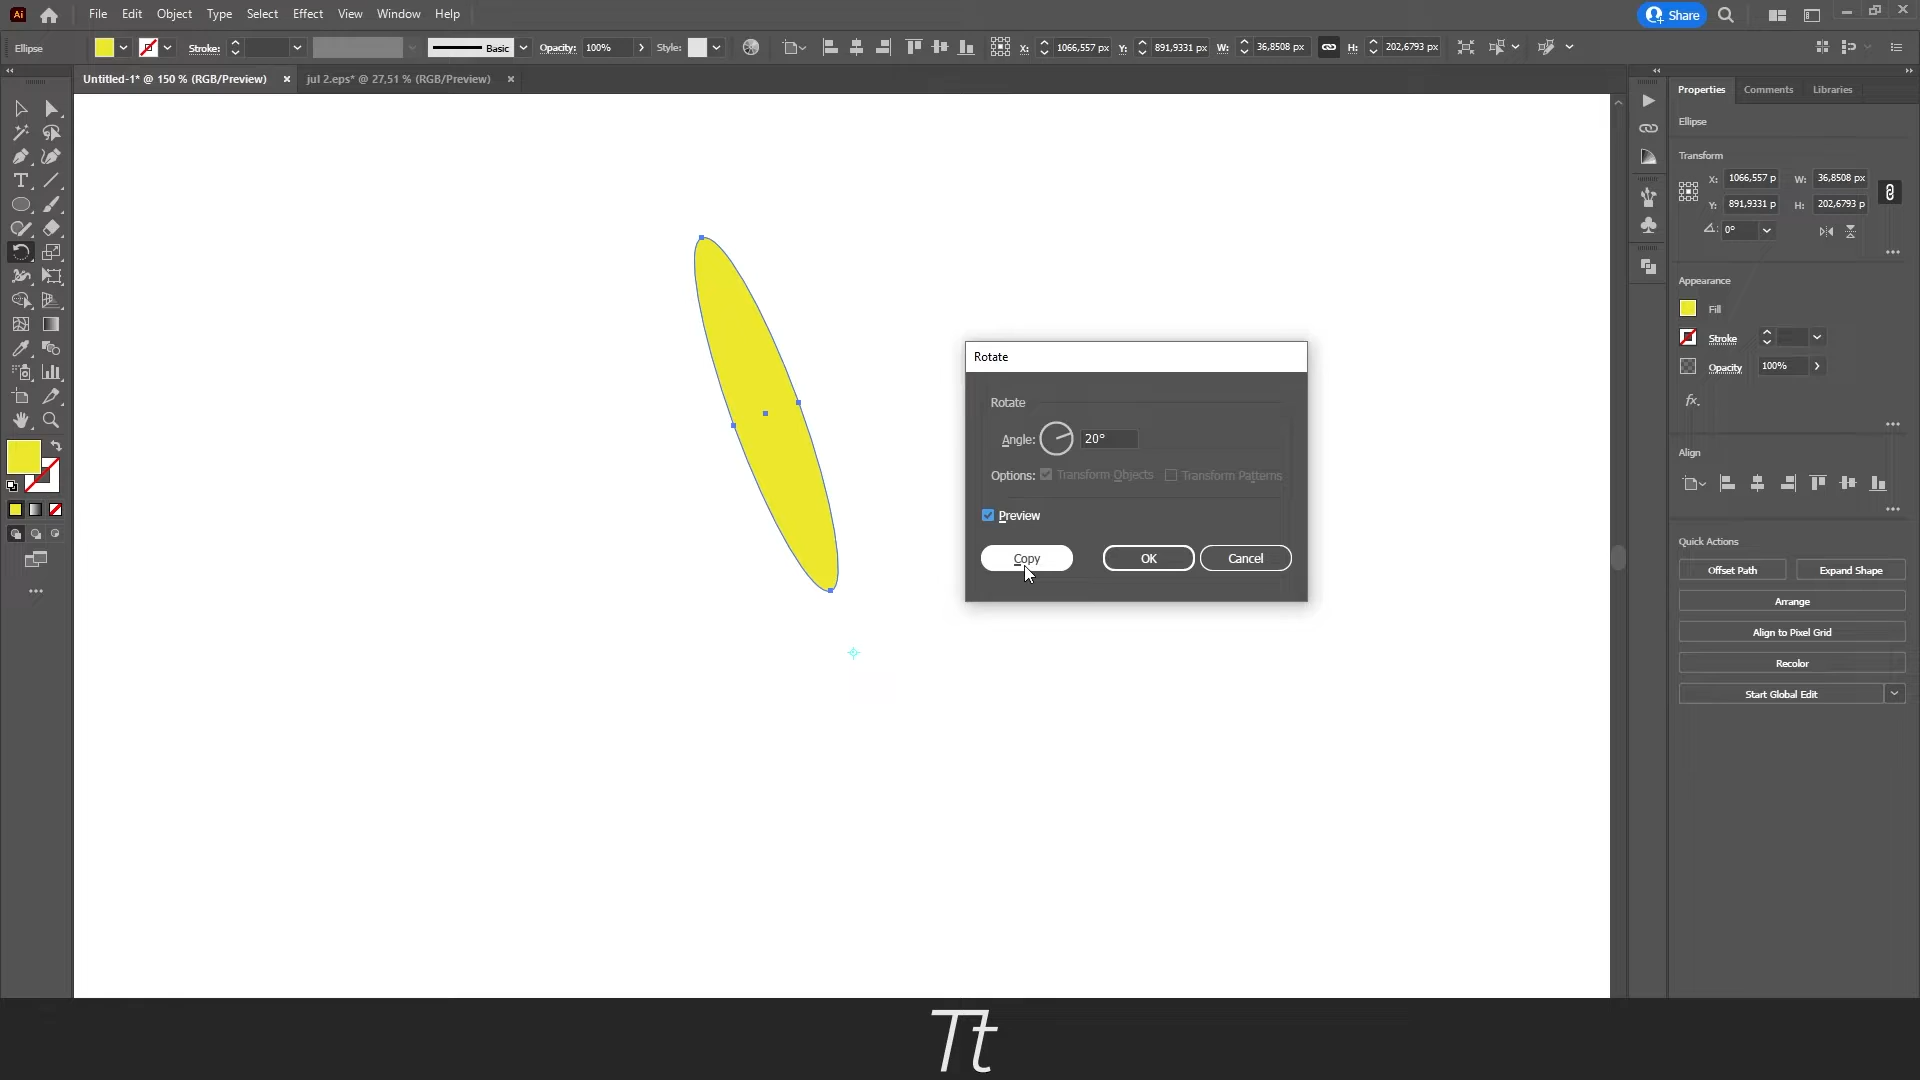 Ai File Edit Object Type Select Effect View Window Help Share
Ellipse Stroke: Basic Opacity: 100% Style: X: 1066,557 px Y: 891,9331 px W: 36,8508 px H: 202,6793 px
Untitled-1* @ 150 % (RGB/Preview) × jul 2.eps* @ 27,51 % (RGB/Preview) ×
Properties Comments Libraries
Ellipse
Transform
X: 1066,557 p W: 36,8508 px
Y: 891,9331 p H: 202,6793 p
0°
Appearance
Fill
Stroke
Opacity 100%
fx.
Align
Quick Actions
Offset Path Expand Shape
Arrange
Align to Pixel Grid
Recolor
Start Global Edit
Rotate
Rotate
Angle: 20°
Options: Transform Objects Transform Patterns
Preview
Copy OK Cancel
Tt